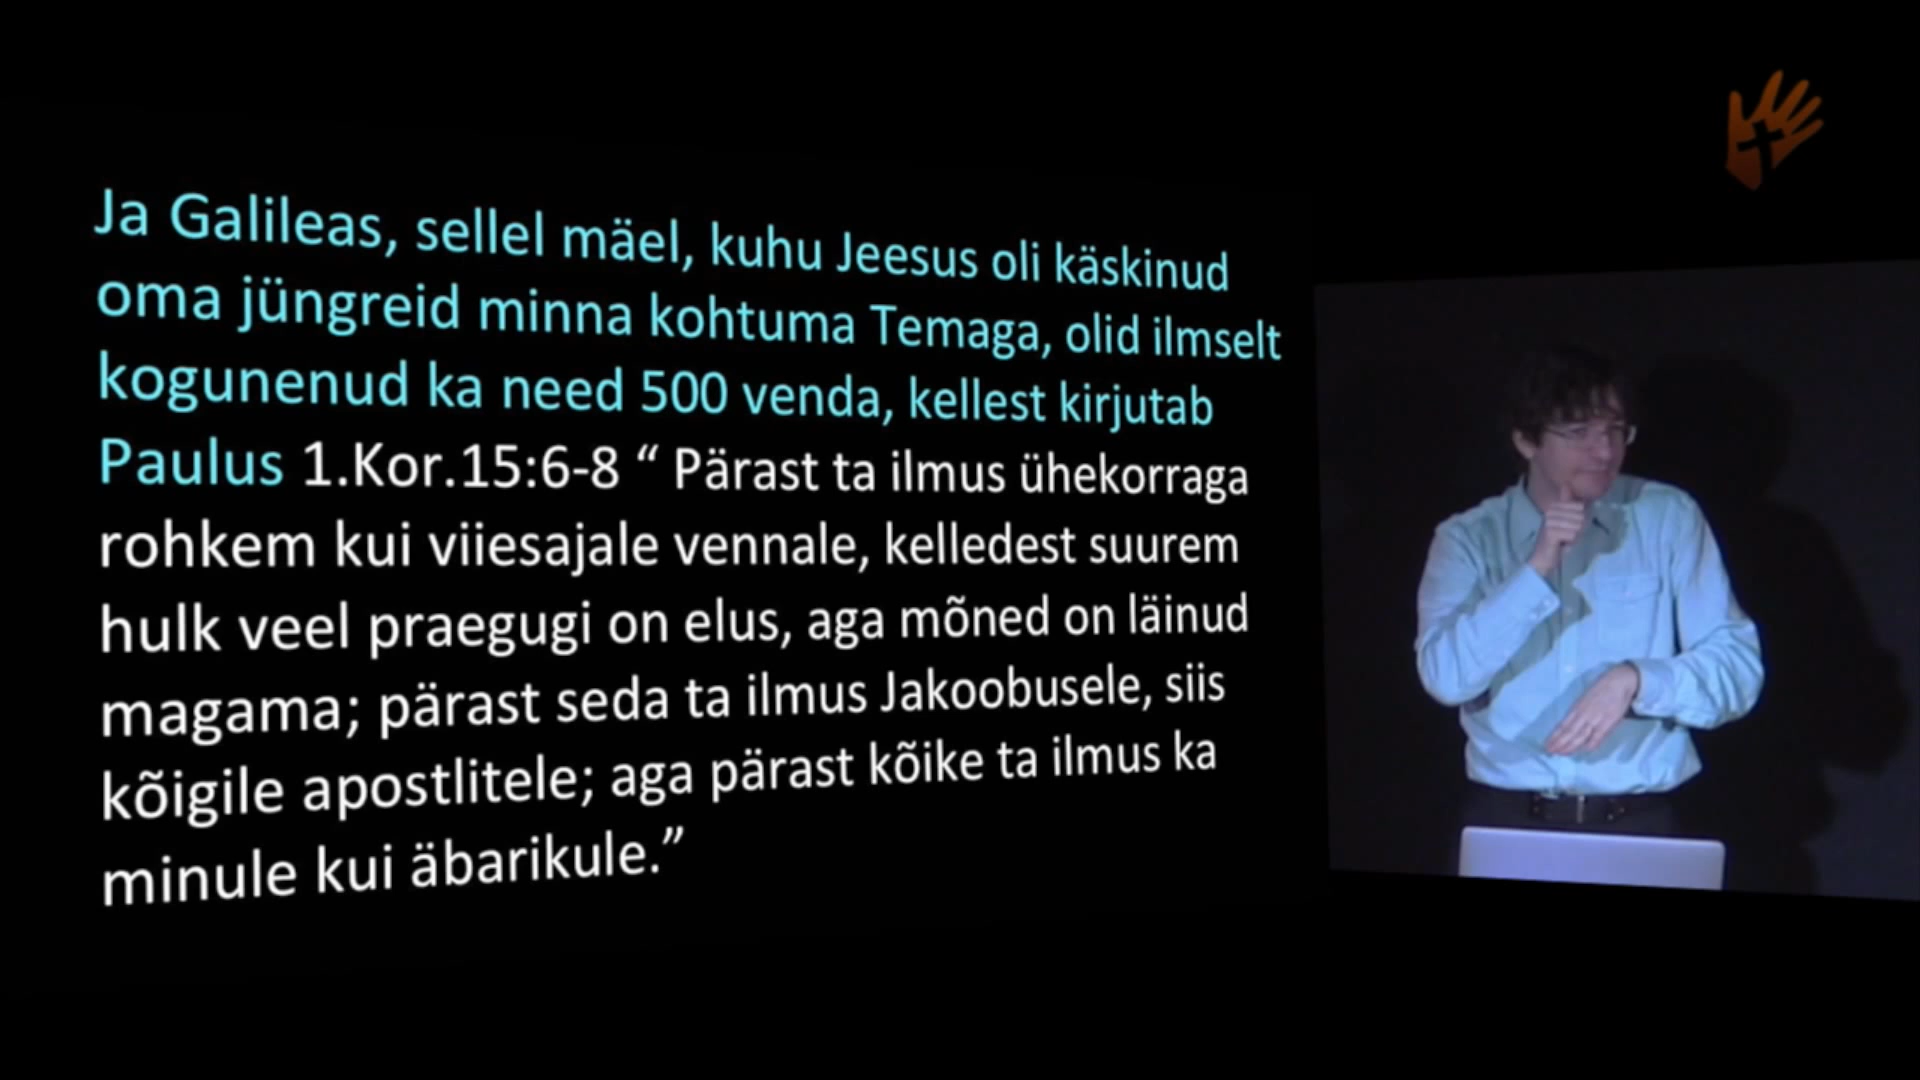 Ja Galileas, sellel mäel, kuhu Jeesus oli käskinud
oma jüngreid minna kohtuma Temaga, olid ilmselt
kogunenud ka need 500 venda, kellest kirjutab
Paulus 1.Kor.15:6-8 “ Pärast ta ilmus ühekorraga
rohkem kui viiesajale vennale, kelledest suurem
hulk veel praegugi on elus, aga mõned on läinud
magama; pärast seda ta ilmus Jakoobusele, siis
kõigile apostlitele; aga pärast kõike ta ilmus ka
minule kui äbarikule.”